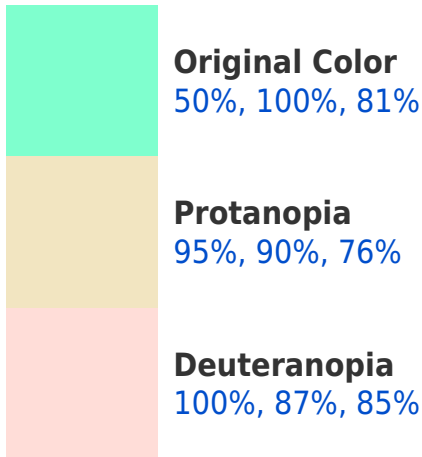 Original Color
50%, 100%, 81%
Protanopia
95%, 90%, 76%
Deuteranopia
100%, 87%, 85%